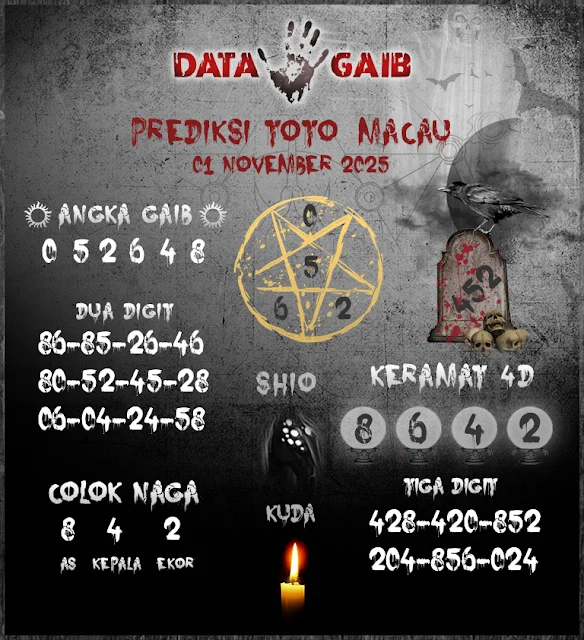 DATA GAIB
PREDIKSI TOTO MACAU
01 NOVEMBER 2025
ANGKA GAIB
0 5 2 6 4 8
0
5
6 2
452
DUA DIGIT
86-85-26-46
80-52-45-28
06-04-24-58
SHIO
KUDA
KERAMAT 4D
8 6 4 2
COLOK NAGA
8 4 2
AS KEPALA EKOR
TIGA DIGIT
428-420-852
204-856-024